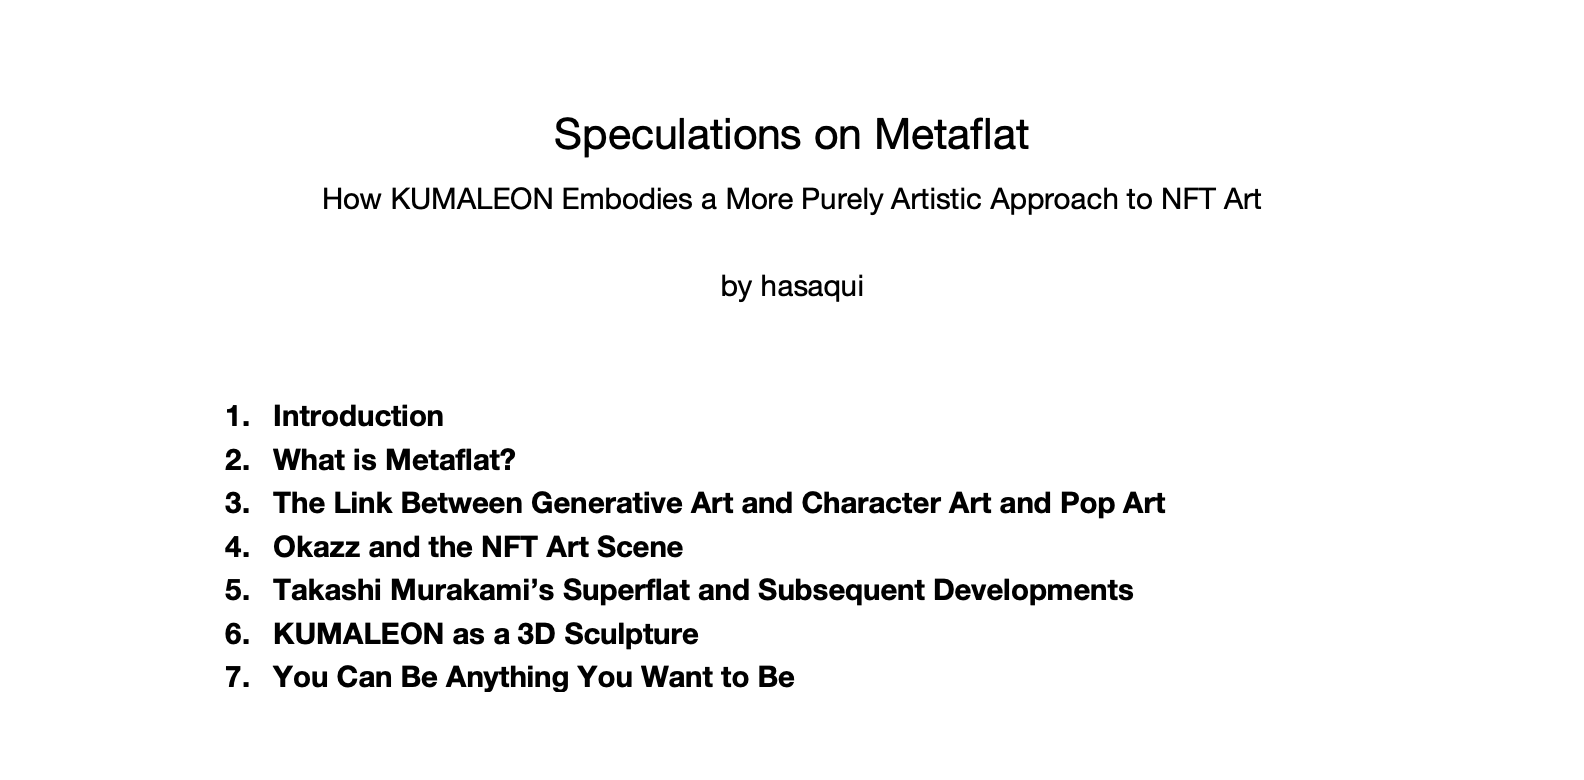 Speculations on Metaflat
How KUMALEON Embodies a More Purely Artistic Approach to NFT Art
by hasaqui
1. Introduction
2. What is Metaflat?
3. The Link Between Generative Art and Character Art and Pop Art
4. Okazz and the NFT Art Scene
5. Takashi Murakami’s Superflat and Subsequent Developments
6. KUMALEON as a 3D Sculpture
7. You Can Be Anything You Want to Be